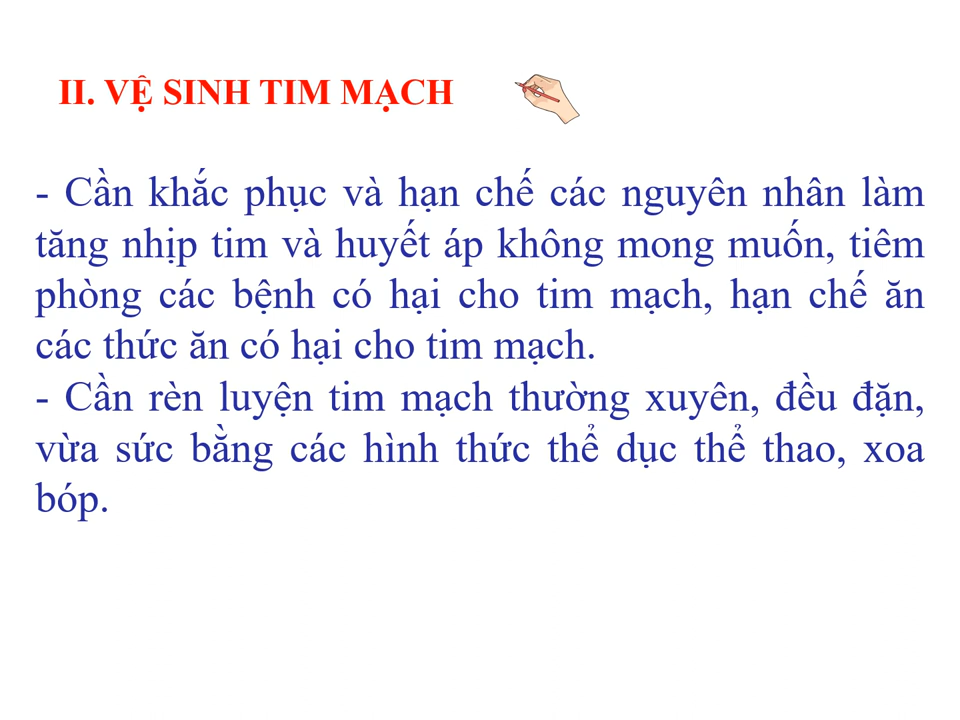 II. VỆ SINH TIM MẠCH
- Cần khắc phục và hạn chế các nguyên nhân làm
tăng nhịp tim và huyết áp không mong muốn, tiêm
phòng các bệnh có hại cho tim mạch, hạn chế ăn
các thức ăn có hại cho tim mạch.
- Cần rèn luyện tim mạch thường xuyên, đều đặn,
vừa sức bằng các hình thức thể dục thể thao, xoa
bóp.